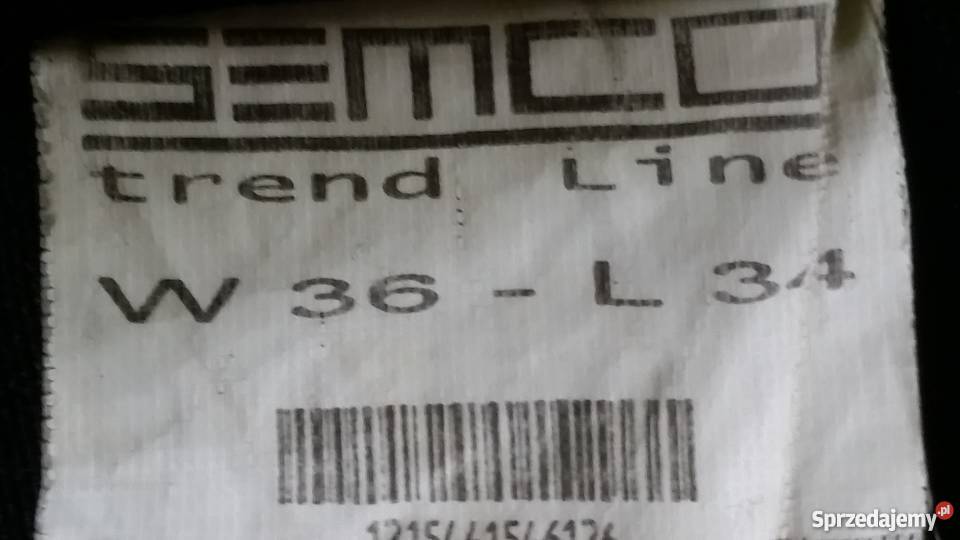 SEMCO
trend Line
W 36 - L 34
Sprzedajemy.pl